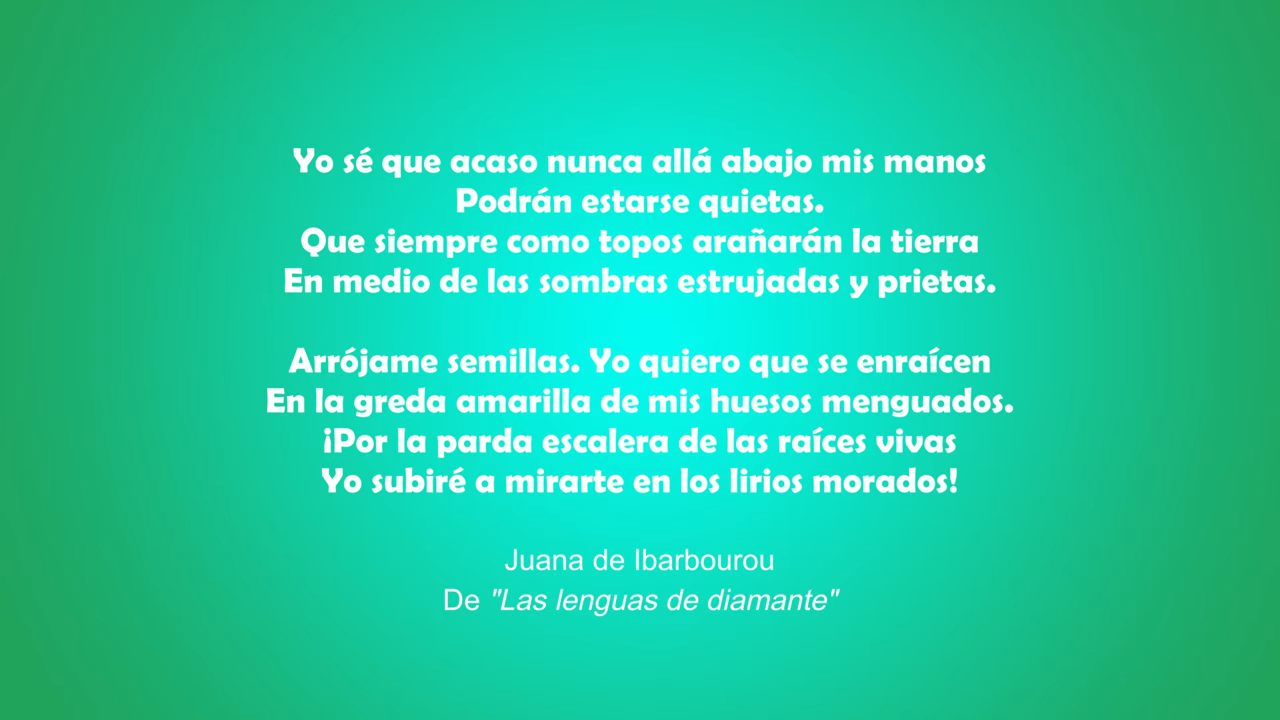 Yo sé que acaso nunca allá abajo mis manos
Podrán estarse quietas.
Que siempre como topos arañarán la tierra
En medio de las sombras estrujadas y prietas.
Arrójame semillas. Yo quiero que se enraícen
En la greda amarilla de mis huesos menguados.
¡Por la parda escalera de las raíces vivas
Yo subiré a mirarte en los lirios morados!
Juana de Ibarbourou
De "Las lenguas de diamante"